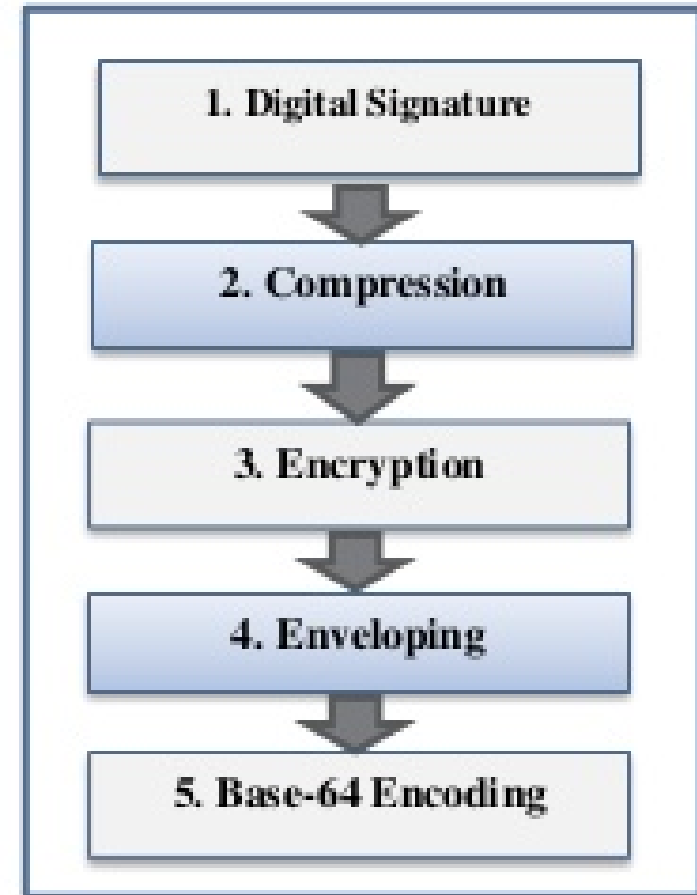 1. Digital Signature
2. Compression
3. Encryption
4. Enveloping
5. Base-64 Encoding